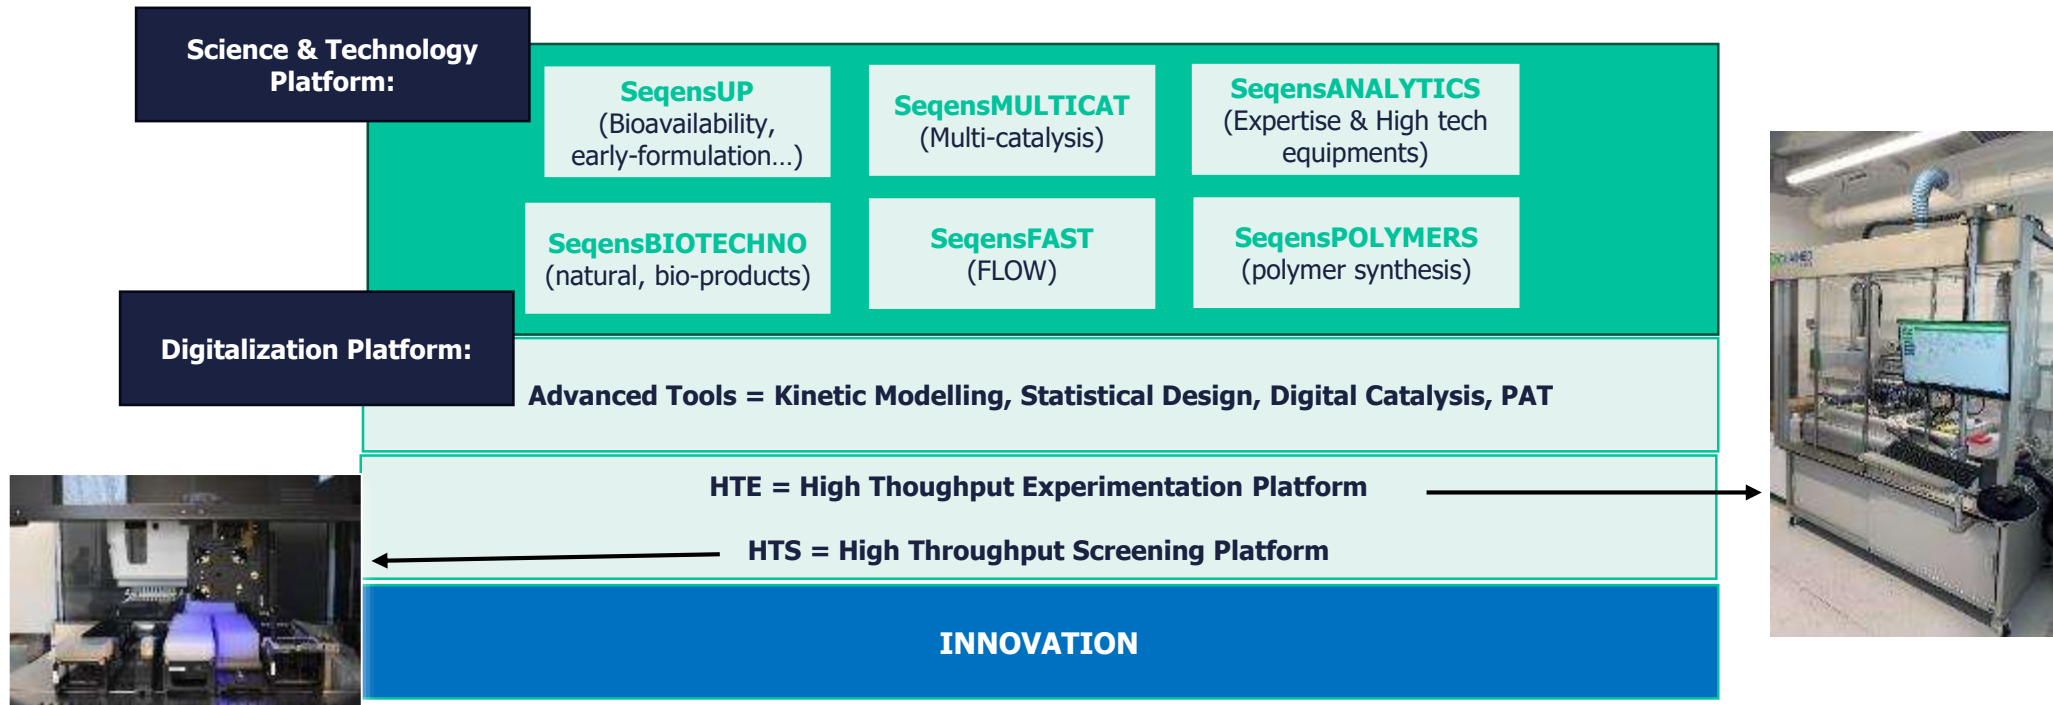 Science & Technology
Platform:
SeqensUP
(Bioavailability,
early-formulation...)
SeqensMULTICAT
(Multi-catalysis)
SeqensANALYTICS
(Expertise & High tech
equipments)
SeqensBIOTECHNO
(natural, bio-products)
SeqensFAST
(FLOW)
SeqensPOLYMERS
(polymer synthesis)
Digitalization Platform:
Advanced Tools = Kinetic Modelling, Statistical Design, Digital Catalysis, PAT
HTE = High Thoughput Experimentation Platform
HTS = High Throughput Screening Platform
INNOVATION